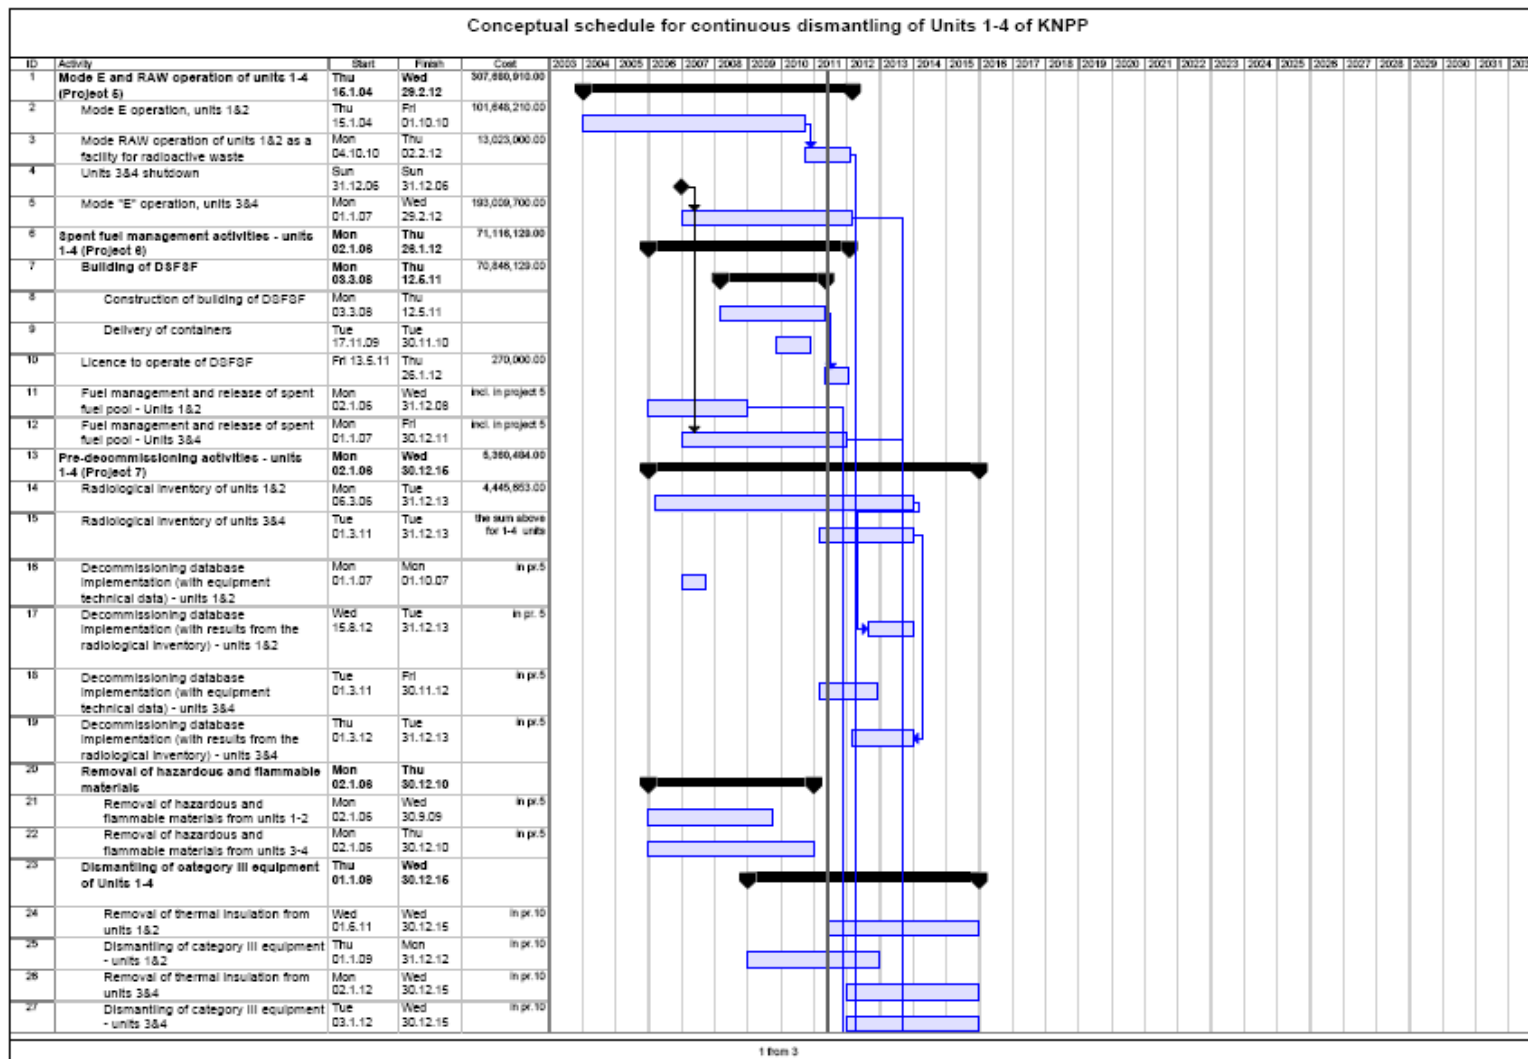 Conceptual schedule for continuous dismantling of Units 1-4 of KNPP
ID Activity Start Finish Cost 2003 2004 2005 2006 2007 2008 2009 2010 2011 2012 2013 2014 2015 2016 2017 2018 2019 2020 2021 2022 2023 2024 2025 2026 2027 2028 2029 2030 203
1 Mode E and RAW operation of units 1-4 Thu Wed 307,680,910.00
(Project 5) 15.1.04 29.2.12
2 Mode E operation, units 1&2 Thu Fri 101,648,210.00
15.1.04 01.10.10
3 Mode RAW operation of units 1&2 as a Mon Thu 13,023,000.00
facility for radioactive waste 04.10.10 02.2.12
4 Units 3&4 shutdown Sun Sun
31.12.06 31.12.06
5 Mode "E" operation, units 3&4 Mon Wed 193,009,700.00
01.1.07 29.2.12
6 Spent fuel management activities - units Mon Thu 71,116,129.00
1-4 (Project 6) 02.1.06 26.1.12
7 Building of DSFSF Mon Thu 70,846,129.00
03.3.08 12.5.11
8 Construction of building of DSFSF Mon Thu
03.3.08 12.5.11
9 Delivery of containers Tue Tue
17.11.09 30.11.10
10 Licence to operate of DSFSF Fri 13.5.11 Thu 270,000.00
26.1.12
11 Fuel management and release of spent Mon Wed incl. in project 5
fuel pool - Units 1&2 02.1.06 31.12.08
12 Fuel management and release of spent Mon Fri incl. in project 5
fuel pool - Units 3&4 01.1.07 30.12.11
13 Pre-decommissioning activities - units Mon Wed 5,360,484.00
1-4 (Project 7) 02.1.06 30.12.15
14 Radiological inventory of units 1&2 Mon Tue 4,445,653.00
06.3.06 31.12.13
15 Radiological inventory of units 3&4 Tue Tue the sum above
01.3.11 31.12.13 for 1-4 units
16 Decommissioning database Mon Mon in pr.5
implementation (with equipment 01.1.07 01.10.07
technical data) - units 1&2
17 Decommissioning database Wed Tue in pr. 5
implementation (with results from the 15.8.12 31.12.13
radiological inventory) - units 1&2
18 Decommissioning database Tue Fri in pr.5
implementation (with equipment 01.3.11 30.11.12
technical data) - units 3&4
19 Decommissioning database Thu Tue in pr.5
implementation (with results from the 01.3.12 31.12.13
radiological inventory) - units 3&4
20 Removal of hazardous and flammable Mon Thu
materials 02.1.06 30.12.10
21 Removal of hazardous and Mon Wed in pr.5
flammable materials from units 1-2 02.1.06 30.9.09
22 Removal of hazardous and Mon Thu in pr.5
flammable materials from units 3-4 02.1.06 30.12.10
23 Dismantling of category III equipment Thu Wed
of Units 1-4 01.1.09 30.12.15
24 Removal of thermal insulation from Wed Wed in pr.10
units 1&2 01.6.11 30.12.15
25 Dismantling of category III equipment Thu Mon in pr.10
- units 1&2 01.1.09 31.12.12
26 Removal of thermal insulation from Mon Wed in pr.10
units 3&4 02.1.12 30.12.15
27 Dismantling of category III equipment Tue Wed in pr.10
- units 3&4 03.1.12 30.12.15
1 from 3